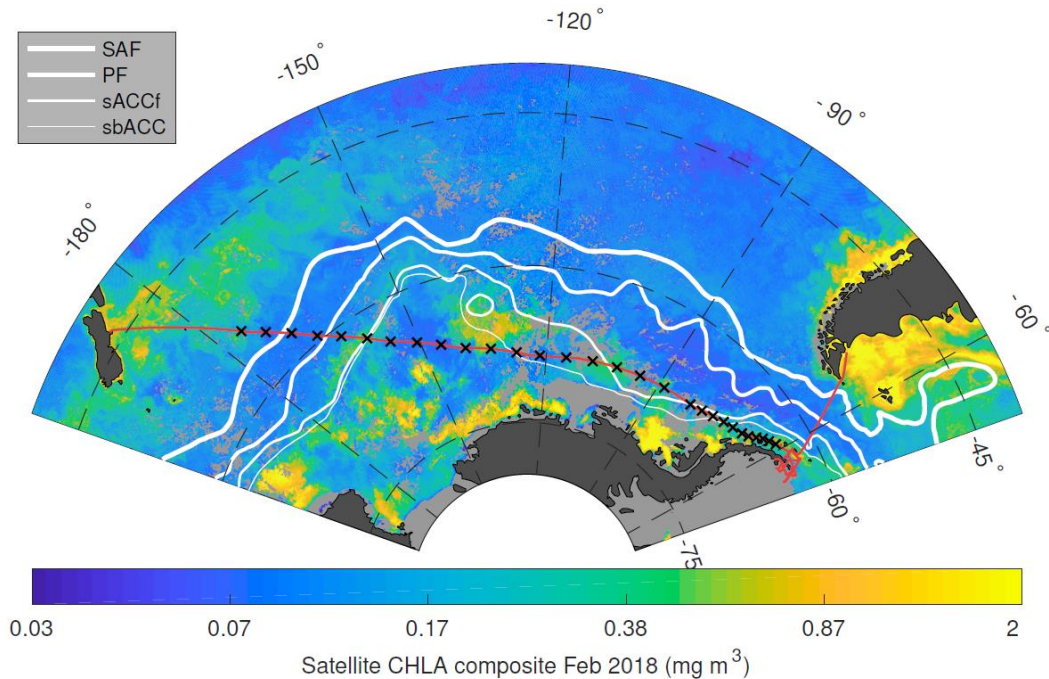 SAF
PF
sACCf
sbACC
-180°
-150°
-120°
-90°
-60°
-45°
-60°
-75
0.03 0.07 0.17 0.38 0.87 2
Satellite CHLA composite Feb 2018 (mg m³)